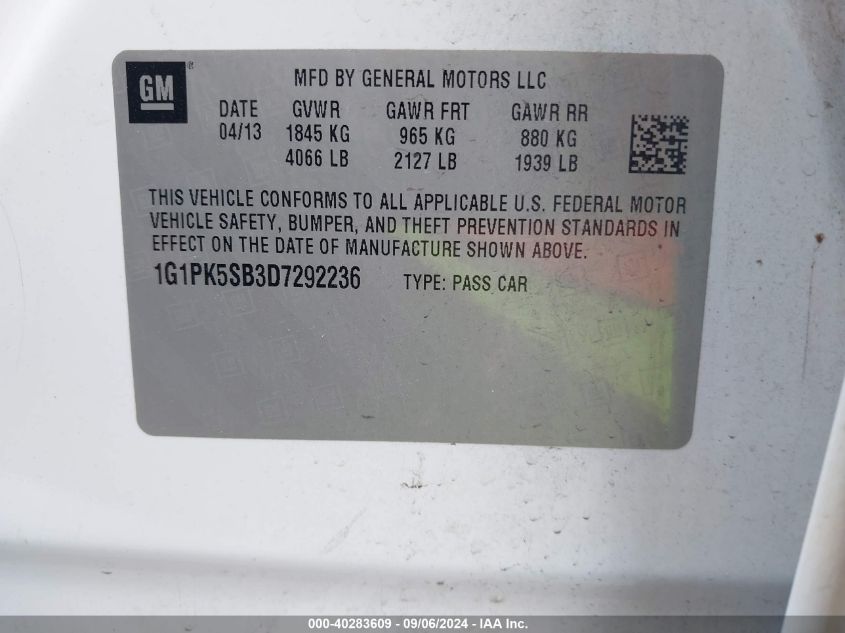 GM
®
MFD BY GENERAL MOTORS LLC
DATE GVWR GAWR FRT GAWR RR
04/13 1845 KG 965 KG 880 KG
4066 LB 2127 LB 1939 LB
THIS VEHICLE CONFORMS TO ALL APPLICABLE U.S. FEDERAL MOTOR
VEHICLE SAFETY, BUMPER, AND THEFT PREVENTION STANDARDS IN
EFFECT ON THE DATE OF MANUFACTURE SHOWN ABOVE.
1G1PK5SB3D7292236 TYPE: PASS CAR
000-40283609 - 09/06/2024 - IAA Inc.